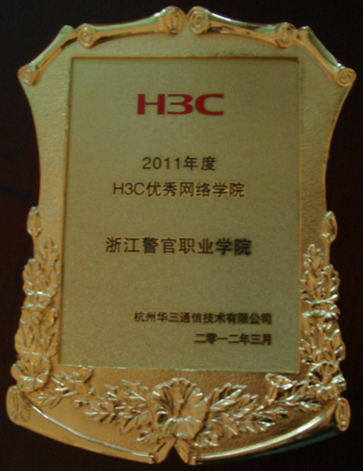 H3C
2011年度
H3C优秀网络学院
浙江警官职业学院
杭州华三通信技术有限公司
二零一二年三月